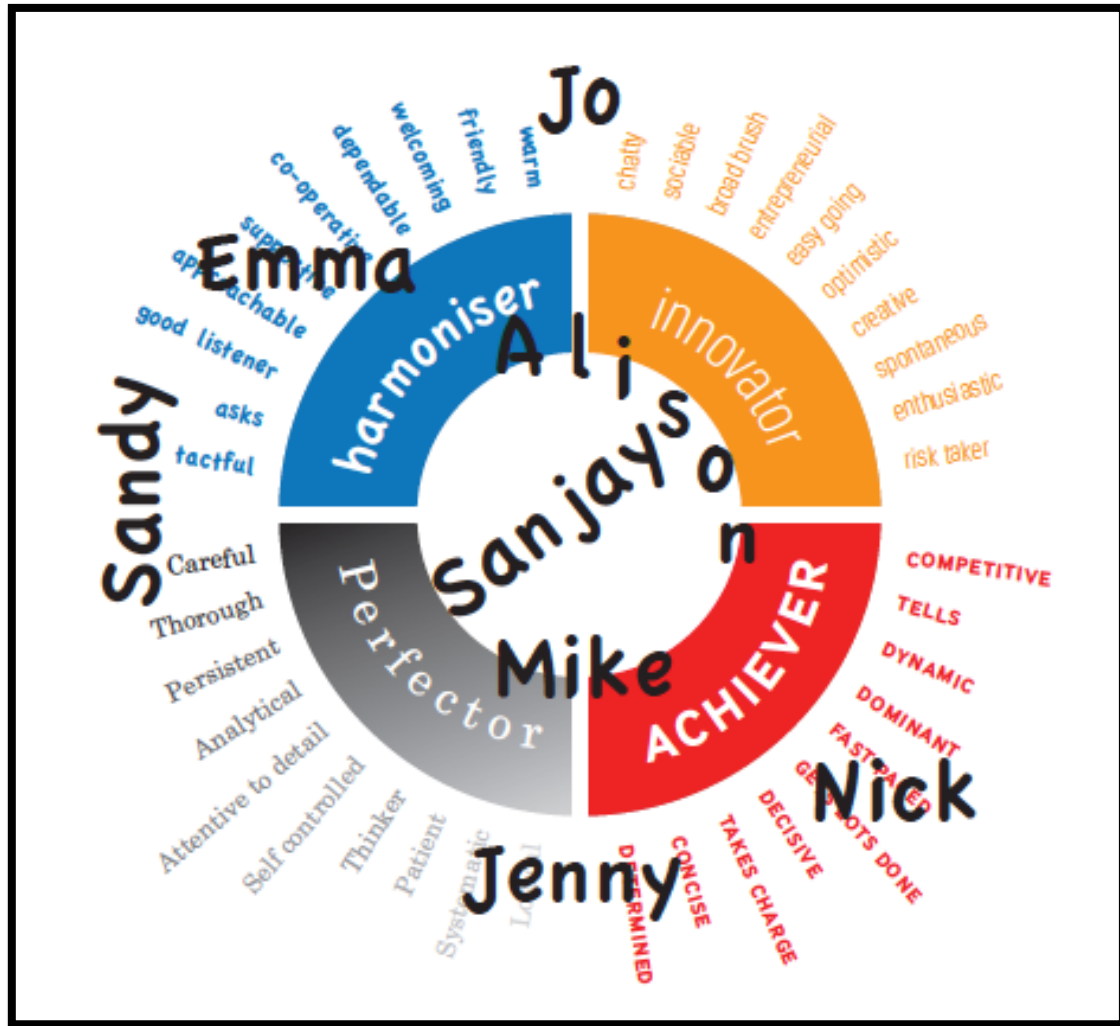 Jo
warm
friendly
welcoming
dependable
co-operative
supportive
approachable
good listener
asks
tactful
Emma
Sandy
harmoniser
chatty
sociable
broad brush
entrepreneurial
easy going
optimistic
creative
spontaneous
enthusiastic
risk taker
innovator
Alison
Sanjay
Mike
Careful
Thorough
Persistent
Analytical
Attentive to detail
Self controlled
Thinker
Patient
Systematic
Perfector
COMPETITIVE
TELLS
DYNAMIC
DOMINANT
FAST PACED
GETS LOTS DONE
DECISIVE
TAKES CHARGE
CONCISE
DETERMINED
ACHIEVER
Nick
Jenny